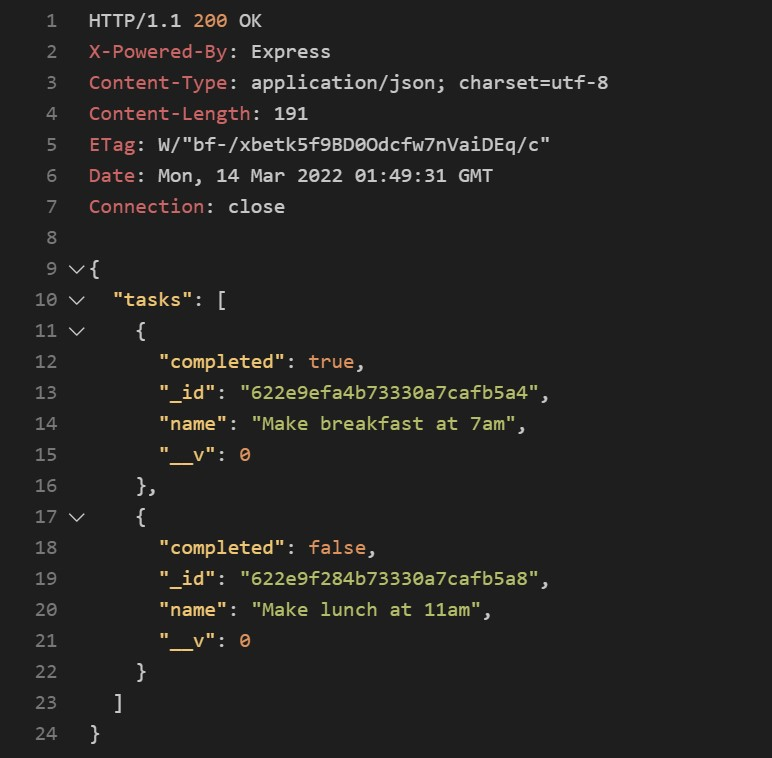 1 HTTP/1.1 200 OK
2 X-Powered-By: Express
3 Content-Type: application/json; charset=utf-8
4 Content-Length: 191
5 ETag: W/"bf-/xbetk5f9BD0Odcfw7nVaiDEq/c"
6 Date: Mon, 14 Mar 2022 01:49:31 GMT
7 Connection: close
8
9 {
10   "tasks": [
11     {
12       "completed": true,
13       "_id": "622e9efa4b73330a7cafb5a4",
14       "name": "Make breakfast at 7am",
15       "__v": 0
16     },
17     {
18       "completed": false,
19       "_id": "622e9f284b73330a7cafb5a8",
20       "name": "Make lunch at 11am",
21       "__v": 0
22     }
23   ]
24 }